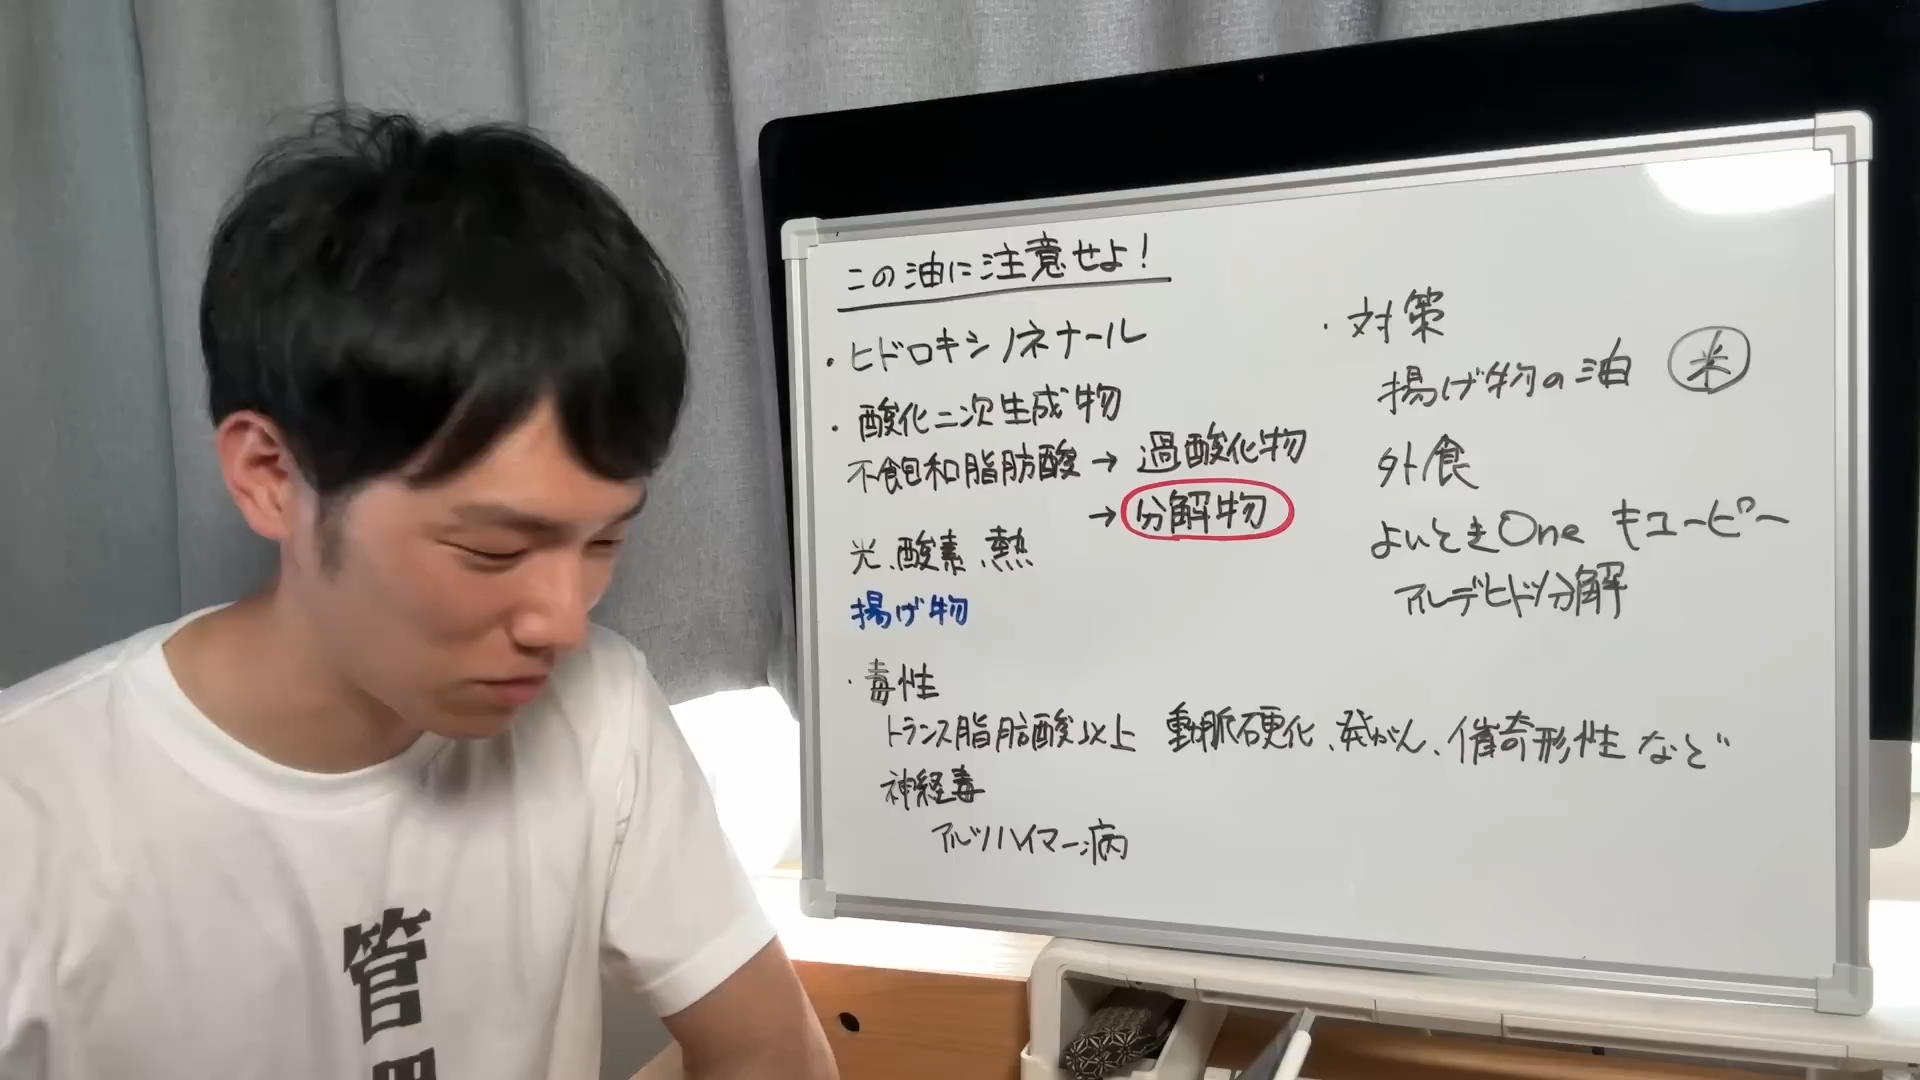 この油に注意せよ!
・ヒドロキシノネナール
・酸化二次生成物
不飽和脂肪酸→過酸化物
→分解物
光、酸素、熱
揚げ物
・毒性
トランス脂肪酸以上 動脈硬化、発がん、催奇形性など
神経毒
アルツハイマー病
・対策
揚げ物の油 米
外食
よいときOne キューピー
アルデヒド分解
管